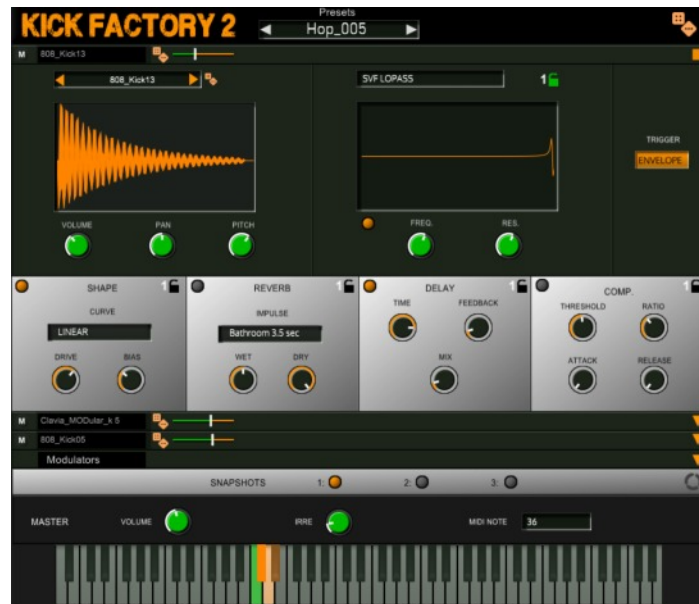 KICK FACTORY 2
Presets
Hop_005
M 808_Kick13
808_Kick13
SVF LOPASS
1
TRIGGER
ENVELOPE
VOLUME PAN PITCH
FREQ. RES.
SHAPE 1
CURVE
LINEAR
DRIVE BIAS
REVERB 1
IMPULSE
Bathroom 3.5 sec
WET DRY
DELAY 1
TIME FEEDBACK
MIX
COMP. 1
THRESHOLD RATIO
ATTACK RELEASE
M Clavia_MODular_k 5
M 808_Kick05
Modulators
SNAPSHOTS 1: 2: 3:
MASTER VOLUME IRRE MIDI NOTE 36